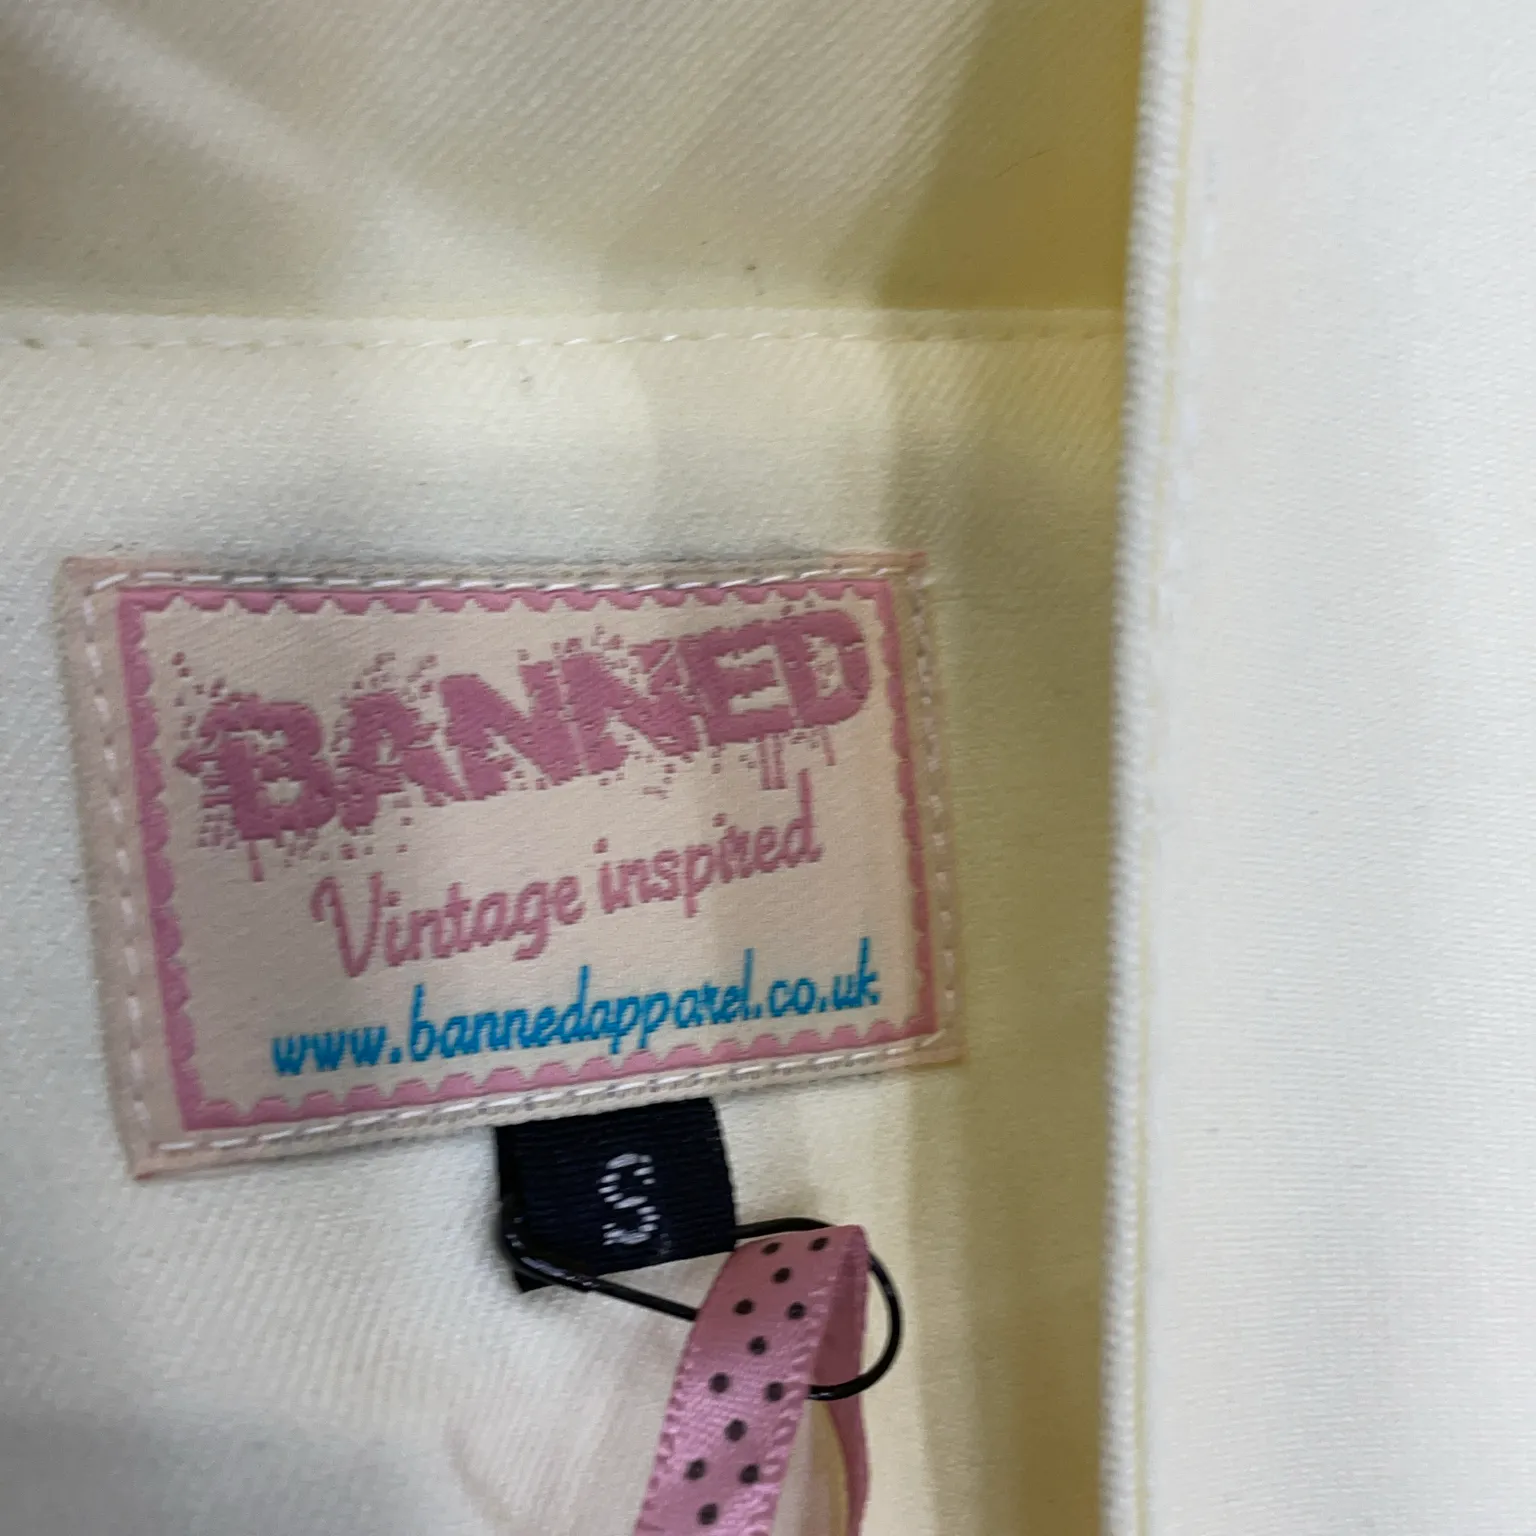 BANNED
Vintage inspired
www.bannedapparel.co.uk
S